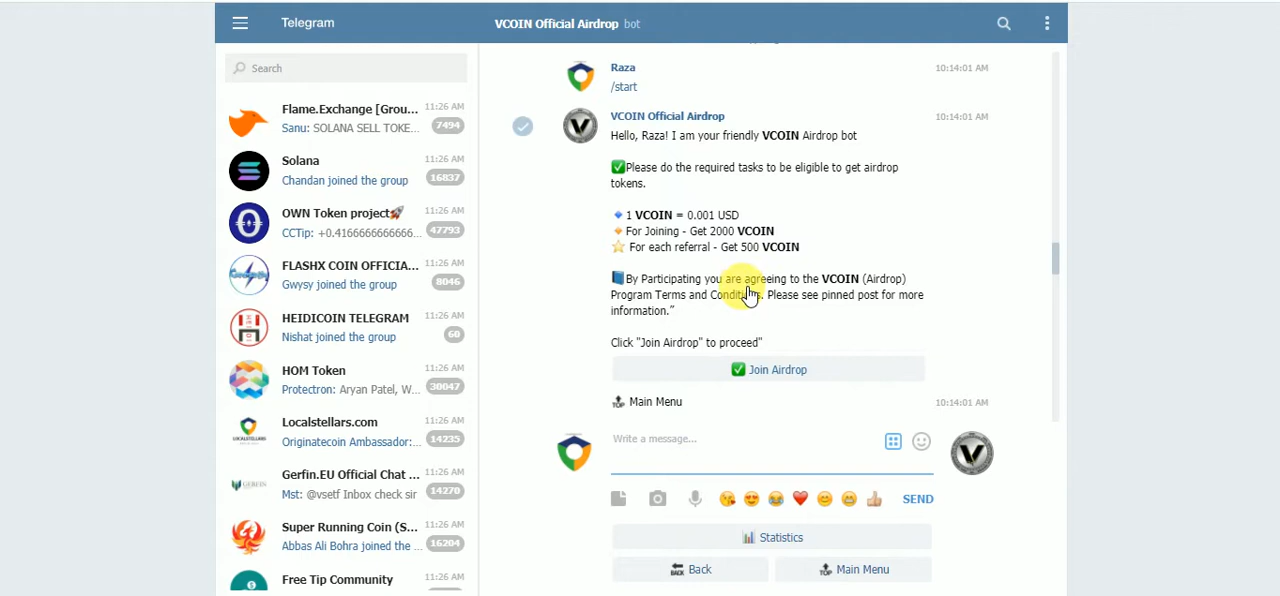 Telegram
VCOIN Official Airdrop bot
Search
Flame.Exchange [Grou... 11:26 AM
Sanu: SOLANA SELL TOKE... 7494
Solana 11:26 AM
Chandan joined the group 16837
OWN Token project🚀 11:26 AM
CCTip: +0.4166666666666... 47793
FLASHX COIN OFFICIA... 11:26 AM
Gwysy joined the group 8046
HEIDICOIN TELEGRAM 11:26 AM
Nishat joined the group 60
HOM Token 11:26 AM
Protectron: Aryan Patel, W... 30047
Localstellars.com 11:26 AM
Originatecoin Ambassador:... 14235
Gerfin.EU Official Chat ... 11:26 AM
Mst: @vsetf Inbox check sir 14270
Super Running Coin (S... 11:26 AM
Abbas Ali Bohra joined the ... 16204
Free Tip Community 11:26 AM
Raza 10:14:01 AM
/start
VCOIN Official Airdrop 10:14:01 AM
Hello, Raza! I am your friendly VCOIN Airdrop bot
✅Please do the required tasks to be eligible to get airdrop
tokens.
🔹1 VCOIN = 0.001 USD
🔸For Joining - Get 2000 VCOIN
⭐ For each referral - Get 500 VCOIN
📘By Participating you are agreeing to the VCOIN (Airdrop)
Program Terms and Conditions. Please see pinned post for more
information.”
Click "Join Airdrop" to proceed"
✅ Join Airdrop
🔝 Main Menu 10:14:01 AM
Write a message...
SEND
📊 Statistics
🔙 Back
🔝 Main Menu